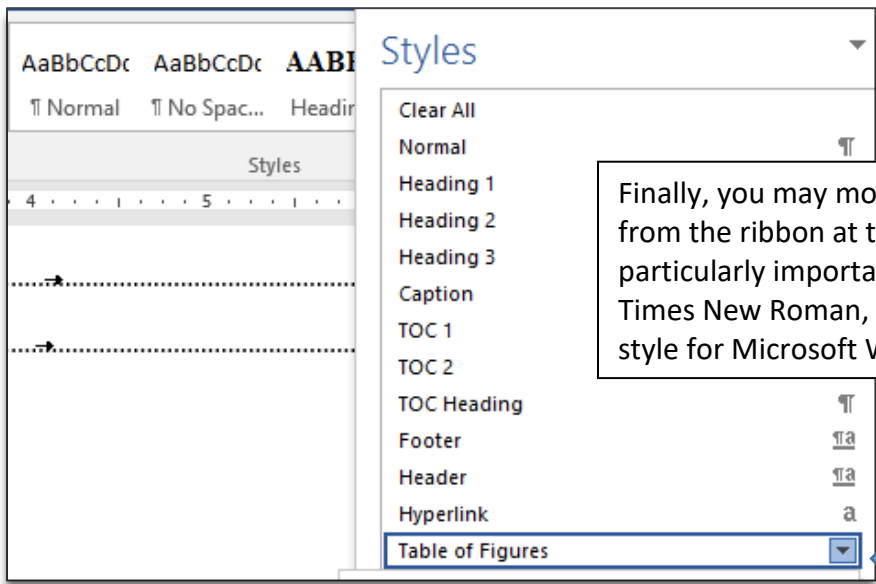 AaBbCcDc AaBbCcDc AABI
¶ Normal ¶ No Spac... Headin
Styles
4 5
Styles
Clear All
Normal ¶
Heading 1
Heading 2
Heading 3
Caption
TOC 1
TOC 2
TOC Heading ¶
Footer ¶a
Header ¶a
Hyperlink a
Table of Figures
Finally, you may mo
from the ribbon at t
particularly importa
Times New Roman,
style for Microsoft